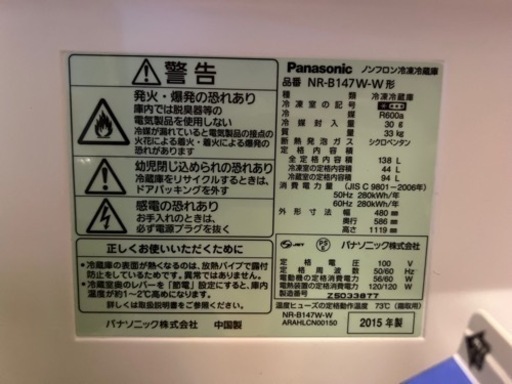 警告
発火・爆発の恐れあり
庫内では脱臭器等の
電気製品を使用しないで
冷媒が漏れていると電気製品の接点の
火花による着火・着火爆発の恐れあり
幼児閉じ込められの恐れあり
冷蔵庫をリサイクルするときは、
ドアパッキングを外す
感電の恐れあり
お手入れのときは、
必ず電源プラグを抜く
正しくお使いいただくために
・冷蔵庫の表面が熱くなるのは、放熱パイプで露付
防止をしているためです。異常ではありません。
・冷蔵室奥のレバーを「節電」設定にすると、庫内
温度が約1〜2℃高めになります。
詳しくは取扱説明書をご覧ください。
パナソニック株式会社 中国製
Panasonic ノンフロン冷凍冷蔵庫
品番 NR-B147W-W形
種類 冷凍冷蔵庫
冷凍室の記号
冷媒 R600a
冷媒封入量 30g
質量 33kg
断熱発泡ガス シクロペンタン
定格内容積
全定格内容積 138 L
冷凍室の定格内容積 44 L
冷蔵室の定格内容積 94 L
消費電力量 (JIS C 9801-2006年)
50Hz 280kWh/年
60Hz 280kWh/年
外形寸法 幅 480 mm
奥行 586 mm
高さ 1119 mm
JET PSE パナソニック株式会社
定格電圧 100 V
定格周波数 50/60 Hz
電動機の定格消費電力 56/60 W
電熱装置の定格消費電力 120/120 W
製造番号 Z5033877
温度ヒューズの定格動作温度 73℃(霜取用)
NR-B147W-W
ARAHLCN00150 2015年製